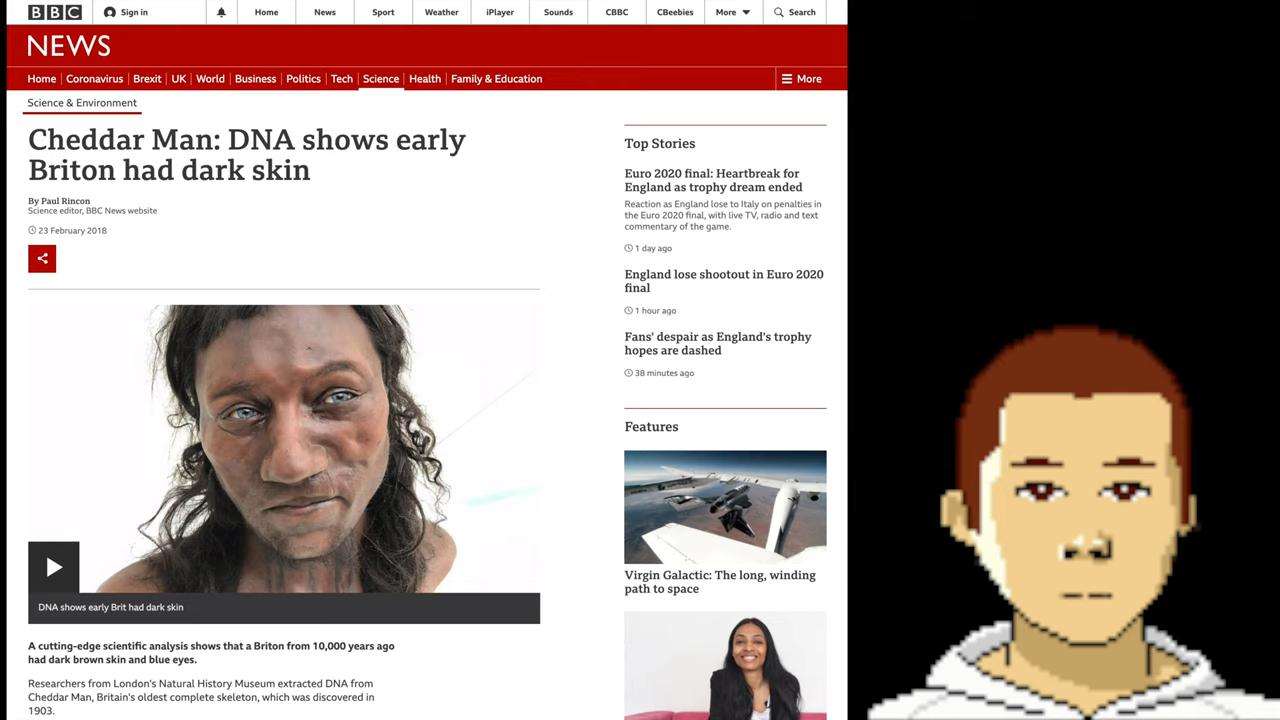 BBC
Sign in
Home
News
Sport
Weather
iPlayer
Sounds
CBBC
CBeebies
More
Search
NEWS
Home
Coronavirus
Brexit
UK
World
Business
Politics
Tech
Science
Health
Family & Education
More
Science & Environment
Cheddar Man: DNA shows early
Briton had dark skin
By Paul Rincon
Science editor, BBC News website
23 February 2018
DNA shows early Brit had dark skin
A cutting-edge scientific analysis shows that a Briton from 10,000 years ago
had dark brown skin and blue eyes.
Researchers from London's Natural History Museum extracted DNA from
Cheddar Man, Britain's oldest complete skeleton, which was discovered in
1903.
Top Stories
Euro 2020 final: Heartbreak for
England as trophy dream ended
Reaction as England lose to Italy on penalties in
the Euro 2020 final, with live TV, radio and text
commentary of the game.
1 day ago
England lose shootout in Euro 2020
final
1 hour ago
Fans' despair as England's trophy
hopes are dashed
38 minutes ago
Features
Virgin Galactic: The long, winding
path to space